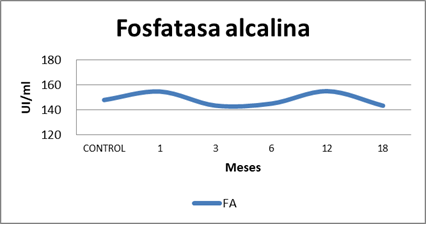 Fosfatasa alcalina
180
160
140
120
UI/ml
CONTROL 1 3 6 12 18
Meses
FA